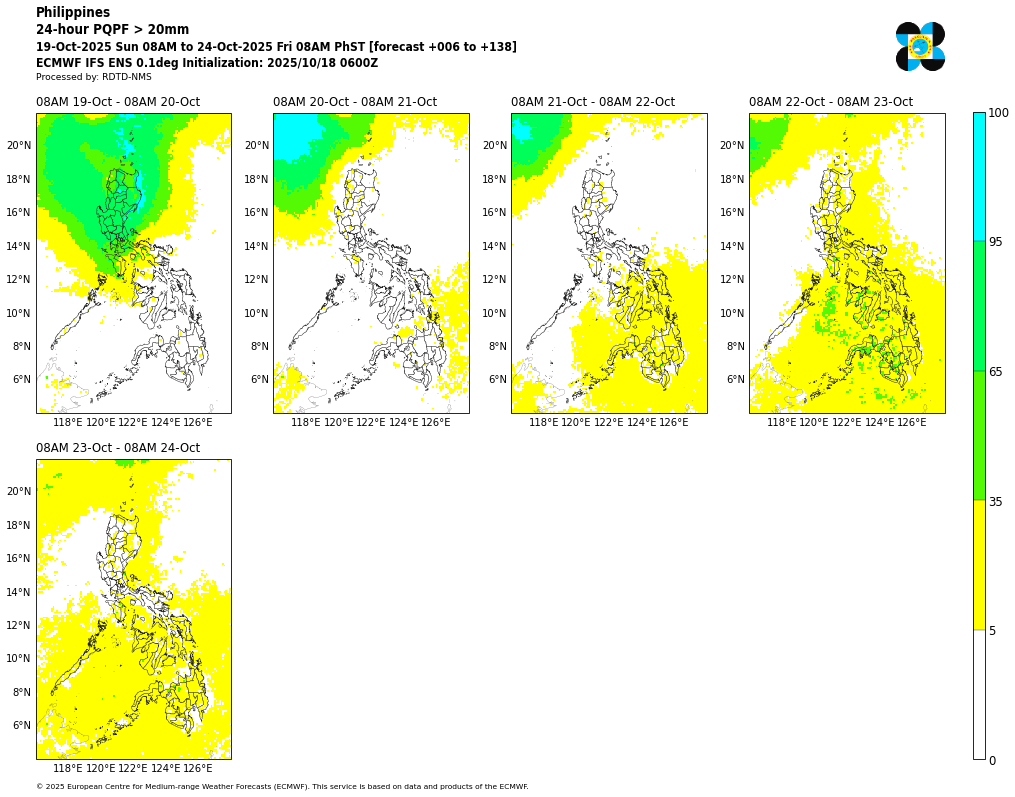 Philippines
24-hour PQPF > 20mm
19-Oct-2025 Sun 08AM to 24-Oct-2025 Fri 08AM PhST [forecast +006 to +138]
ECMWF IFS ENS 0.1deg Initialization: 2025/10/18 0600Z
Processed by: RDTD-NMS
08AM 19-Oct - 08AM 20-Oct
08AM 20-Oct - 08AM 21-Oct
08AM 21-Oct - 08AM 22-Oct
08AM 22-Oct - 08AM 23-Oct
20°N 20°N 20°N 20°N
18°N 18°N 18°N 18°N
16°N 16°N 16°N 16°N
14°N 14°N 14°N 14°N
12°N 12°N 12°N 12°N
10°N 10°N 10°N 10°N
8°N 8°N 8°N 8°N
6°N 6°N 6°N 6°N
118°E 120°E 122°E 124°E 126°E 118°E 120°E 122°E 124°E 126°E 118°E 120°E 122°E 124°E 126°E 118°E 120°E 122°E 124°E 126°E
100
95
65
35
5
0
08AM 23-Oct - 08AM 24-Oct
20°N
18°N
16°N
14°N
12°N
10°N
8°N
6°N
118°E 120°E 122°E 124°E 126°E
© 2025 European Centre for Medium-range Weather Forecasts (ECMWF). This service is based on data and products of the ECMWF.